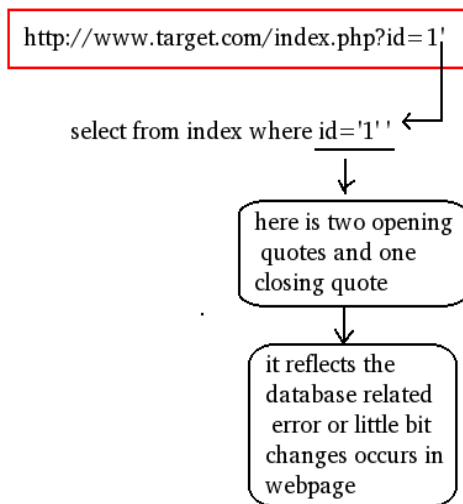 http://www.target.com/index.php?id=1'
select from index where id='1' '
here is two opening
quotes and one
closing quote
it reflects the
database related
error or little bit
changes occurs in
webpage